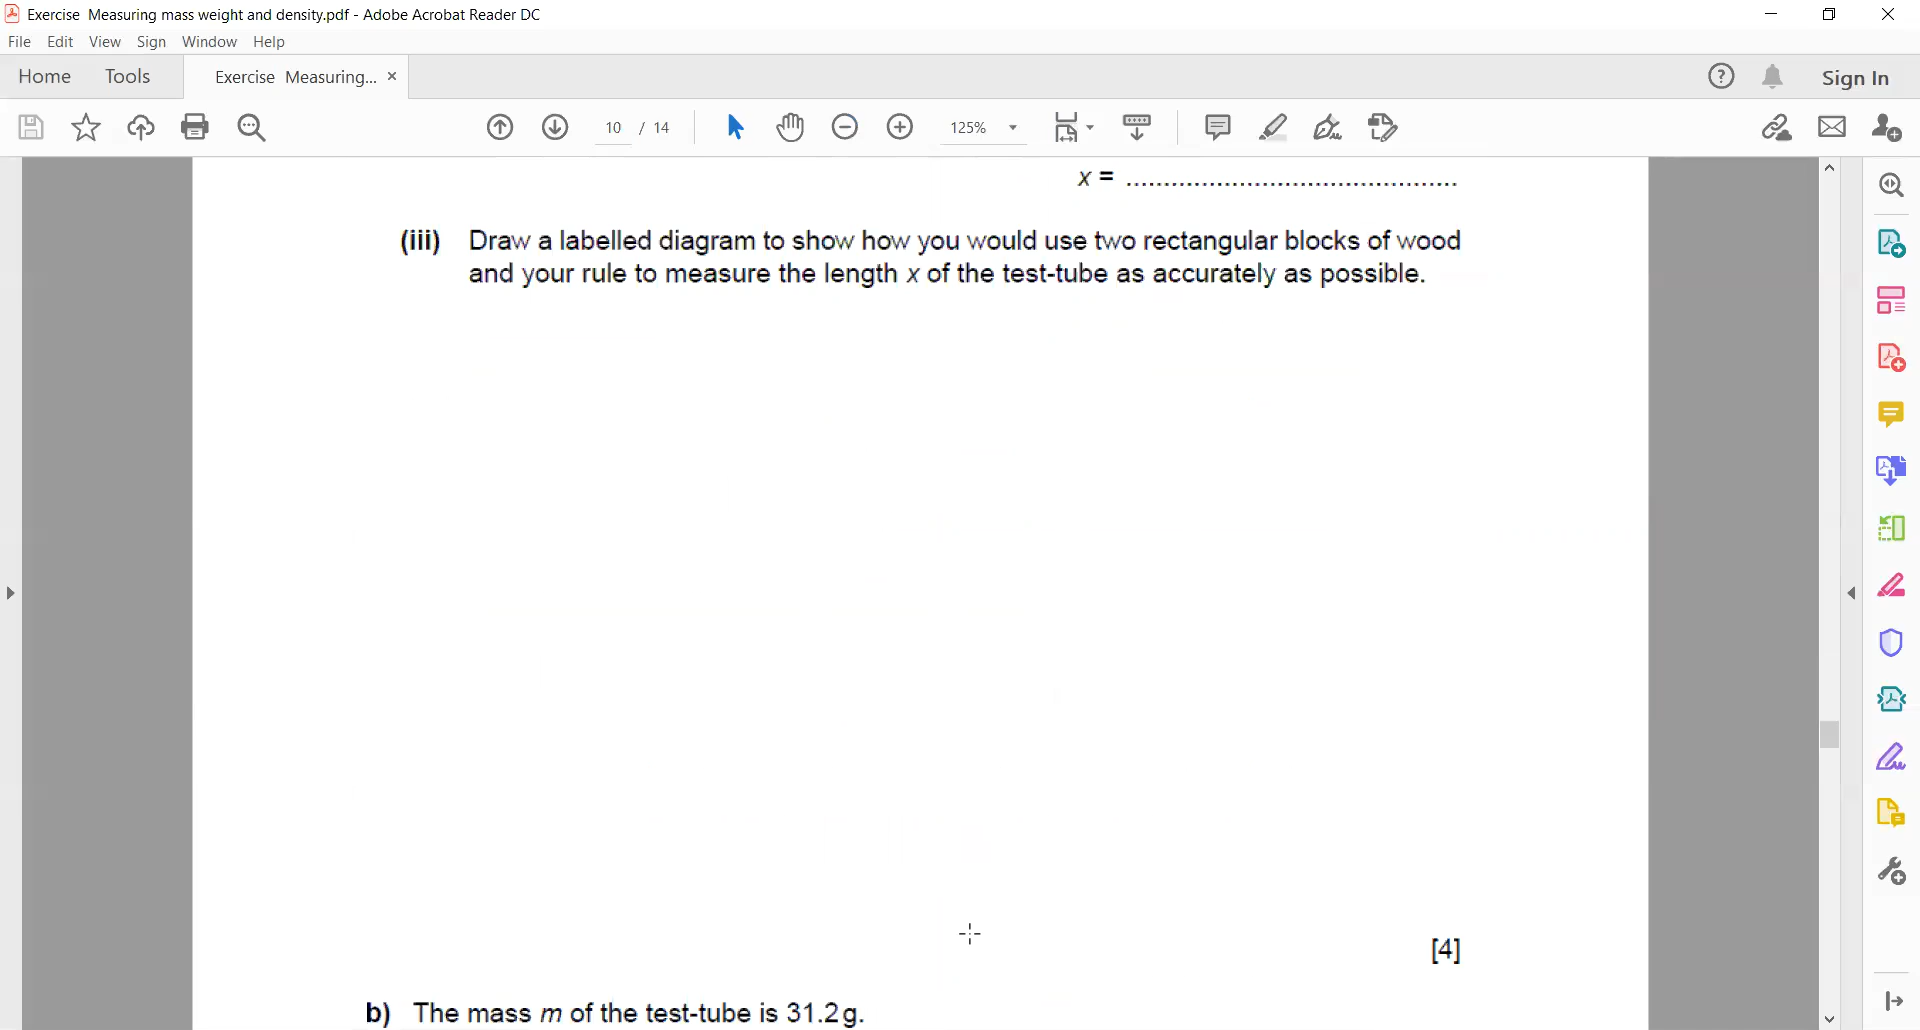 Exercise Measuring mass weight and density.pdf - Adobe Acrobat Reader DC
File Edit View Sign Window Help
Home Tools Exercise Measuring... × Sign In
10 / 14 125%
x = ............................................
(iii) Draw a labelled diagram to show how you would use two rectangular blocks of wood
and your rule to measure the length x of the test-tube as accurately as possible.
[4]
b) The mass m of the test-tube is 31.2 g.